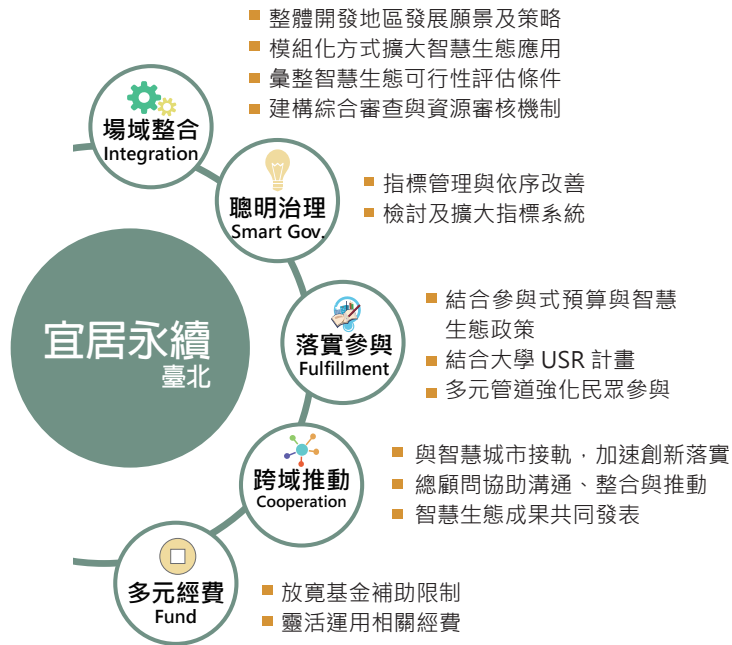 整體開發地區發展願景及策略
模組化方式擴大智慧生態應用
彙整智慧生態可行性評估條件
建構綜合審查與資源審核機制
場域整合
Integration
指標管理與依序改善
檢討及擴大指標系統
聰明治理
Smart Gov.
宜居永續
臺北
結合參與式預算與智慧
生態政策
結合大學 USR 計畫
多元管道強化民眾參與
落實參與
Fulfillment
與智慧城市接軌，加速創新落實
總顧問協助溝通、整合與推動
智慧生態成果共同發表
跨域推動
Cooperation
放寬基金補助限制
靈活運用相關經費
多元經費
Fund